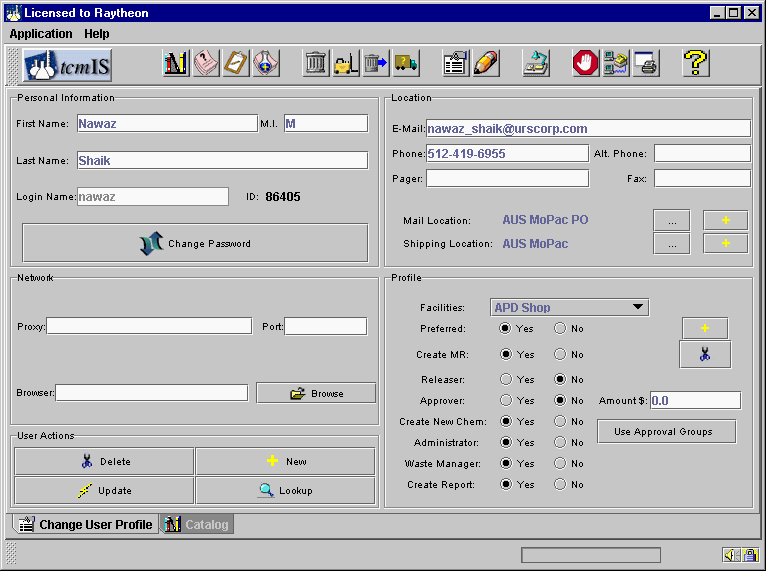 Licensed to Raytheon
Application Help
tcmIS
Personal Information
First Name: Nawaz M.I. M
Last Name: Shaik
Login Name: nawaz ID: 86405
Change Password
Location
E-Mail: nawaz_shaik@urscorp.com
Phone: 512-419-6955 Alt. Phone:
Pager: Fax:
Mail Location: AUS MoPac PO ... +
Shipping Location: AUS MoPac ... +
Network
Proxy: Port:
Browser: Browse
User Actions
Delete New
Update Lookup
Profile
Facilities: APD Shop
Preferred: Yes No
Create MR: Yes No
Releaser: Yes No
Approver: Yes No Amount $: 0.0
Create New Chem: Yes No Use Approval Groups
Administrator: Yes No
Waste Manager: Yes No
Create Report: Yes No
Change User Profile Catalog